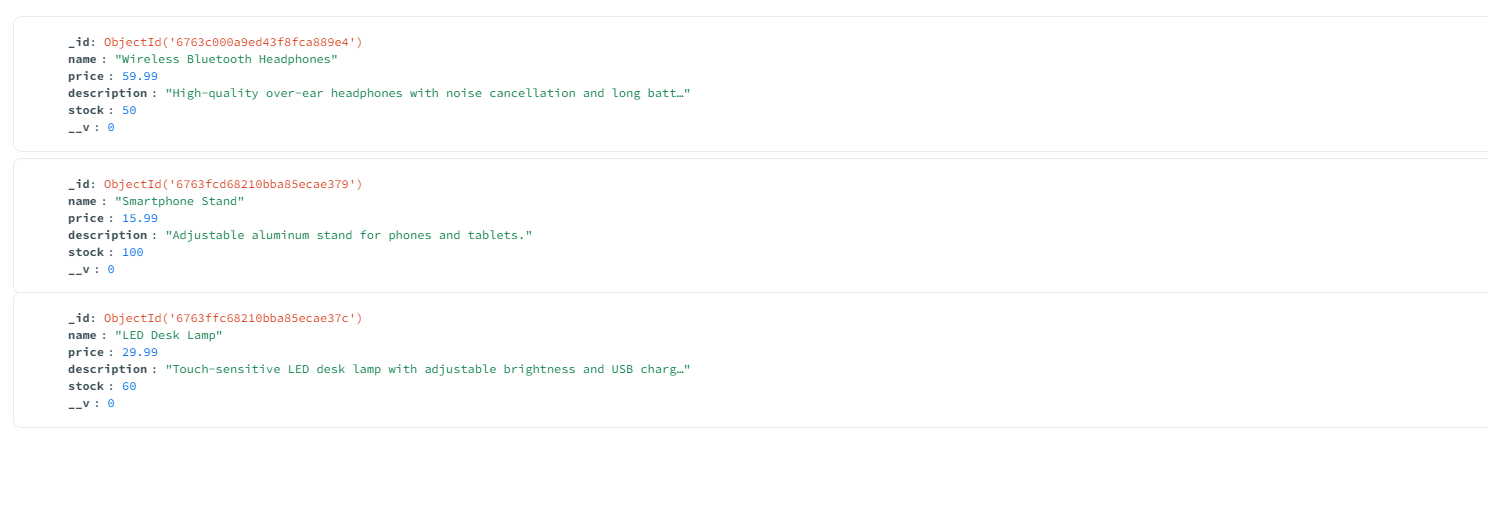 _id: ObjectId('6763c000a9ed43f8fca889e4')
name : "Wireless Bluetooth Headphones"
price : 59.99
description : "High-quality over-ear headphones with noise cancellation and long batt…"
stock : 50
__v : 0
_id: ObjectId('6763fcd68210bba85ecae379')
name : "Smartphone Stand"
price : 15.99
description : "Adjustable aluminum stand for phones and tablets."
stock : 100
__v : 0
_id: ObjectId('6763ffc68210bba85ecae37c')
name : "LED Desk Lamp"
price : 29.99
description : "Touch-sensitive LED desk lamp with adjustable brightness and USB charg…"
stock : 60
__v : 0